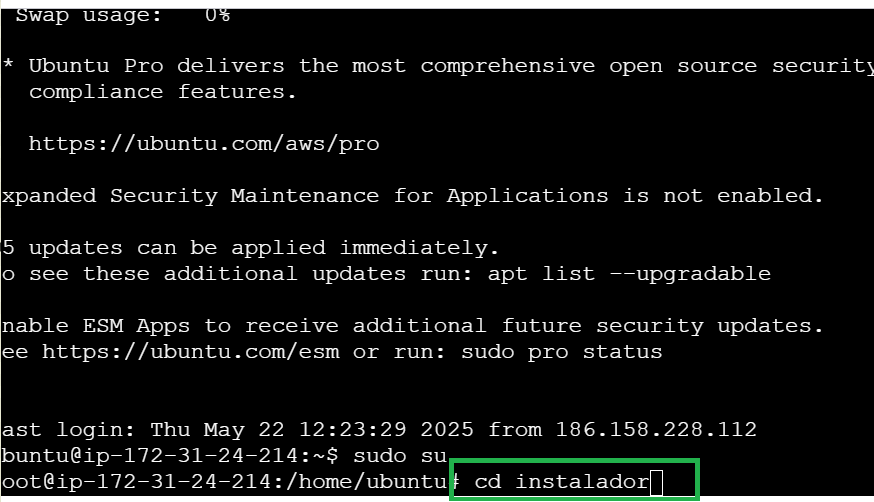 Swap usage:   0%
* Ubuntu Pro delivers the most comprehensive open source security
compliance features.
https://ubuntu.com/aws/pro
xpanded Security Maintenance for Applications is not enabled.
5 updates can be applied immediately.
o see these additional updates run: apt list --upgradable
nable ESM Apps to receive additional future security updates.
ee https://ubuntu.com/esm or run: sudo pro status
ast login: Thu May 22 12:23:29 2025 from 186.158.228.112
buntu@ip-172-31-24-214:~$ sudo su
oot@ip-172-31-24-214:/home/ubuntu# cd instalador